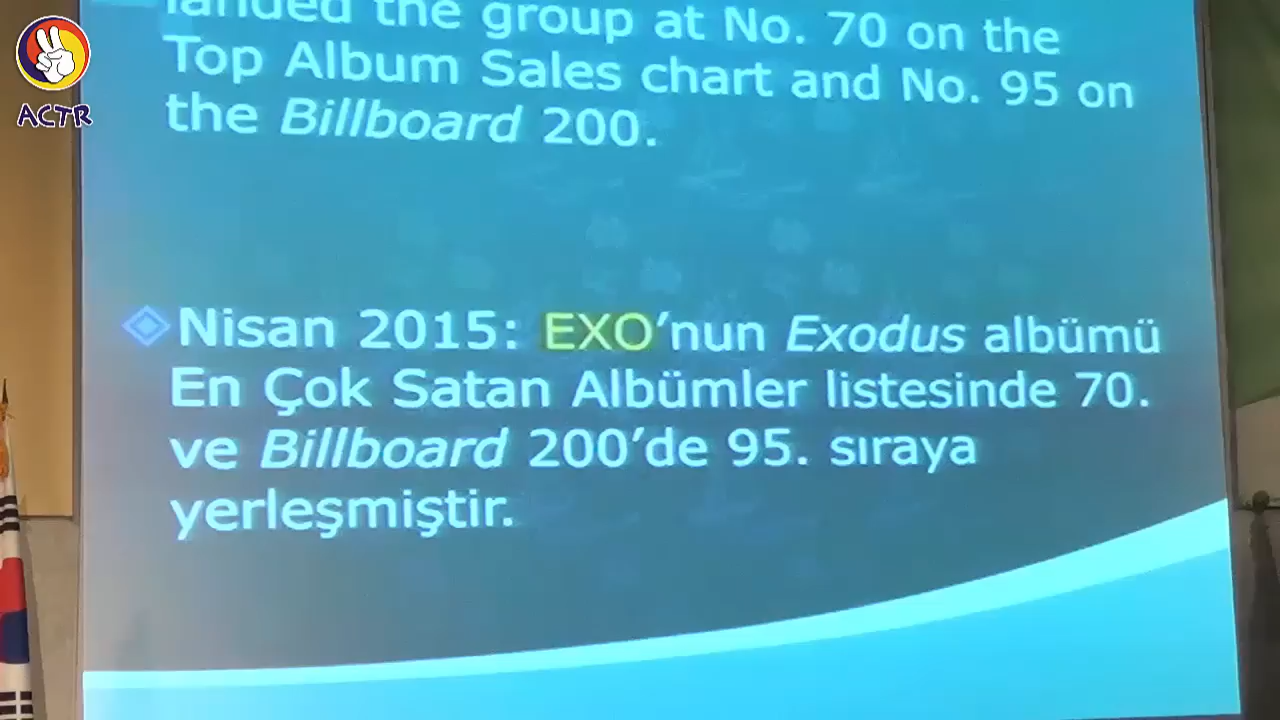 ACTR
landed the group at No. 70 on the
Top Album Sales chart and No. 95 on
the Billboard 200.
Nisan 2015: EXO’nun Exodus albümü
En Çok Satan Albümler listesinde 70.
ve Billboard 200’de 95. sıraya
yerleşmiştir.